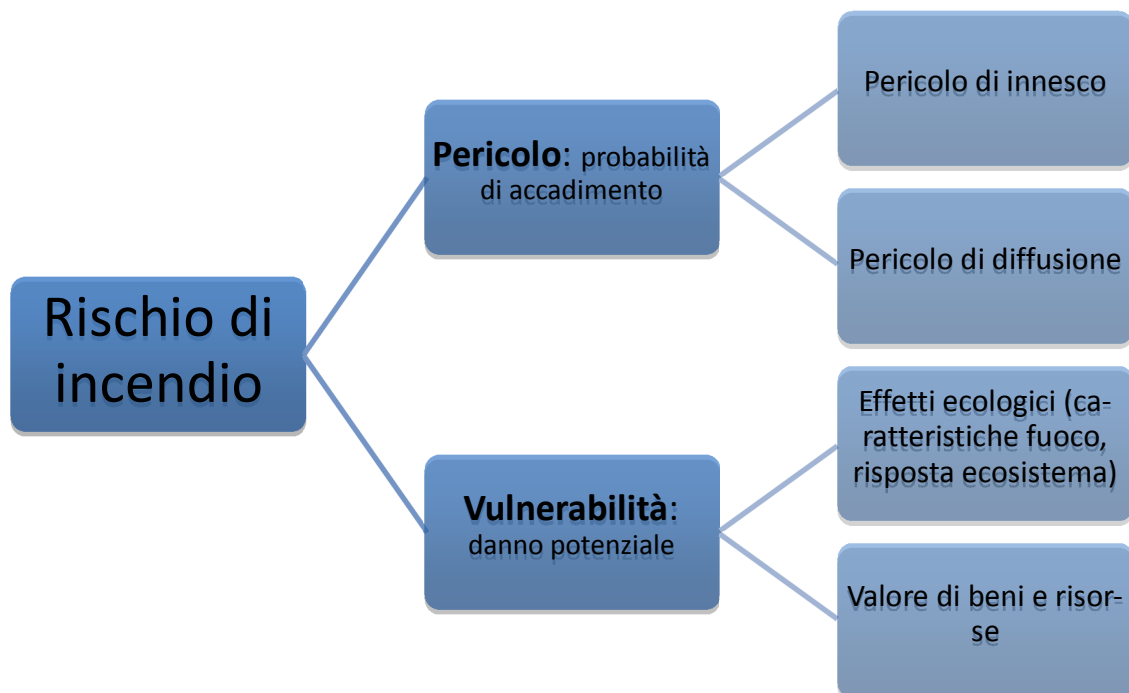 Rischio di
incendio
Pericolo: probabilità
di accadimento
Vulnerabilità:
danno potenziale
Pericolo di innesco
Pericolo di diffusione
Effetti ecologici (ca-
ratteristiche fuoco,
risposta ecosistema)
Valore di beni e risor-
se